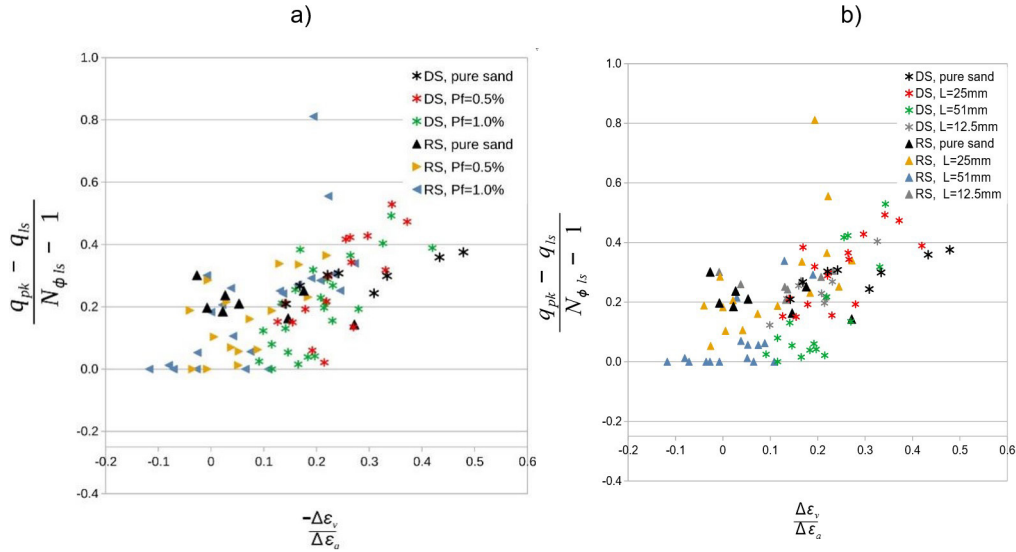 a)
b)
1.0
0.8
0.6
0.4
0.2
0.0
-0.2
-0.4
-0.2
-0.1
0
0.1
0.2
0.3
0.4
0.5
0.6
DS, pure sand
DS, Pf=0.5%
DS, Pf=1.0%
RS, pure sand
RS, Pf=0.5%
RS, Pf=1.0%
q_pk − q_ls
N_ϕ ls − 1
−Δε_v
Δε_a
1.0
0.8
0.6
0.4
0.2
0.0
-0.2
-0.4
-0.2
-0.1
0
0.1
0.2
0.3
0.4
0.5
0.6
DS, pure sand
DS, L=25mm
DS, L=51mm
DS, L=12.5mm
RS, pure sand
RS, L=25mm
RS, L=51mm
RS, L=12.5mm
q_pk − q_ls
N_ϕ ls − 1
Δε_v
Δε_a